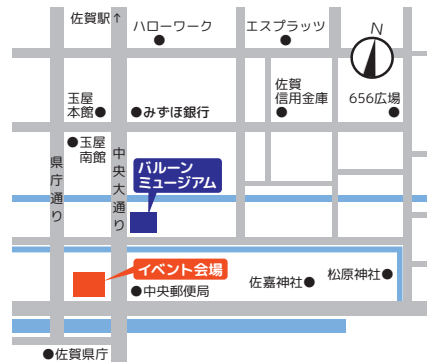 佐賀駅↑
ハローワーク
エスプラッツ
N
玉屋
本館
みずほ銀行
佐賀
信用金庫
656広場
玉屋
南館
県庁通り
中央大通り
バルーン
ミュージアム
イベント会場
中央郵便局
佐嘉神社
松原神社
佐賀県庁